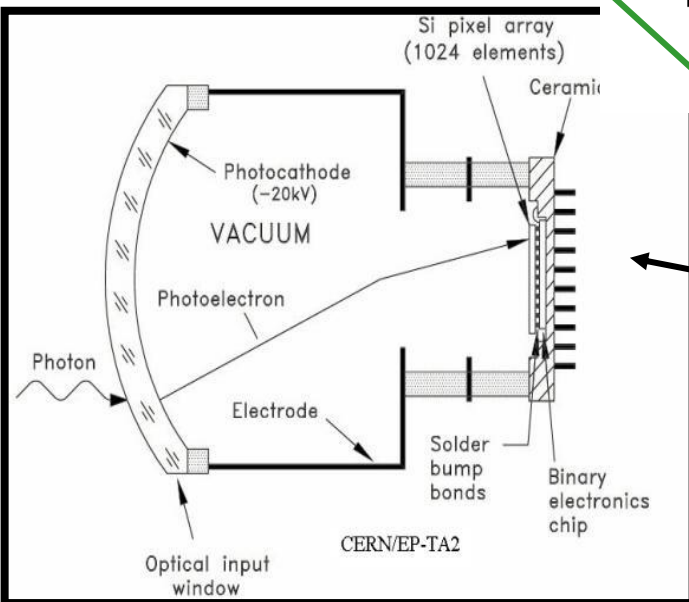 Si pixel array
(1024 elements)
Photocathode
(-20kV)
VACUUM
Photoelectron
Photon
Electrode
Solder
bump
bonds
Binary
electronics
chip
Optical input
window
CERN/EP-TA2